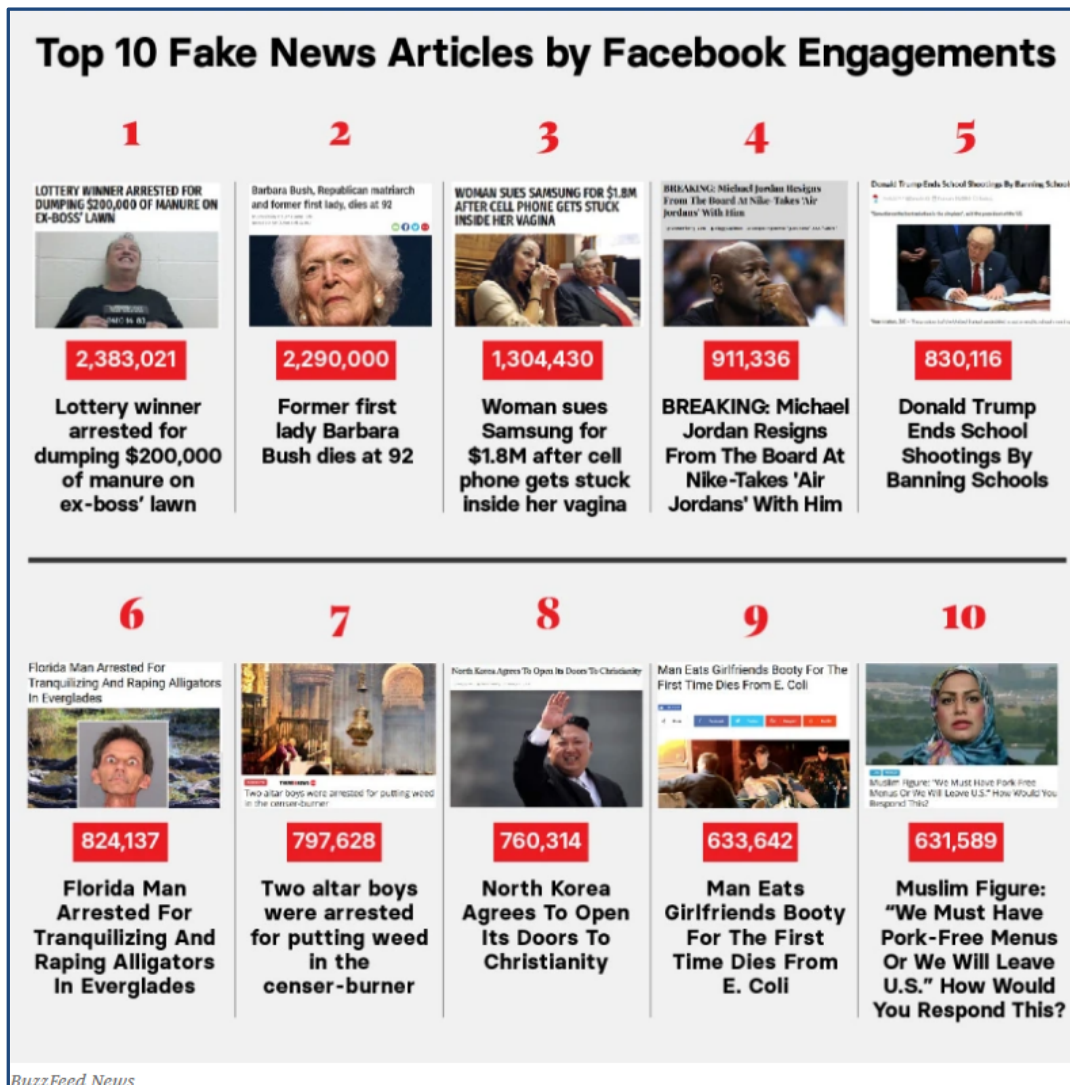 Top 10 Fake News Articles by Facebook Engagements
1
LOTTERY WINNER ARRESTED FOR
DUMPING $200,000 OF MANURE ON
EX-BOSS' LAWN
2,383,021
Lottery winner
arrested for
dumping $200,000
of manure on
ex-boss' lawn
2
Barbara Bush, Republican matriarch
and former first lady, dies at 92
2,290,000
Former first
lady Barbara
Bush dies at 92
3
WOMAN SUES SAMSUNG FOR $1.8M
AFTER CELL PHONE GETS STUCK
INSIDE HER VAGINA
1,304,430
Woman sues
Samsung for
$1.8M after cell
phone gets stuck
inside her vagina
4
BREAKING: Michael Jordan Resigns
From The Board At Nike-Takes 'Air
Jordans' With Him
911,336
BREAKING: Michael
Jordan Resigns
From The Board At
Nike-Takes 'Air
Jordans' With Him
5
Donald Trump Ends School Shootings By Banning Schools
830,116
Donald Trump
Ends School
Shootings By
Banning Schools
6
Florida Man Arrested For
Tranquilizing And Raping Alligators
In Everglades
824,137
Florida Man
Arrested For
Tranquilizing And
Raping Alligators
In Everglades
7
Two altar boys were arrested for putting weed
in the censer-burner
797,628
Two altar boys
were arrested
for putting weed
in the
censer-burner
8
North Korea Agrees To Open Its Doors To Christianity
760,314
North Korea
Agrees To Open
Its Doors To
Christianity
9
Man Eats Girlfriends Booty For The
First Time Dies From E. Coli
633,642
Man Eats
Girlfriends Booty
For The First
Time Dies From
E. Coli
10
Muslim Figure: "We Must Have Pork Free
Menus Or We Will Leave U.S." How Would You
Respond This?
631,589
Muslim Figure:
“We Must Have
Pork-Free Menus
Or We Will Leave
U.S.” How Would
You Respond This?
BuzzFeed News